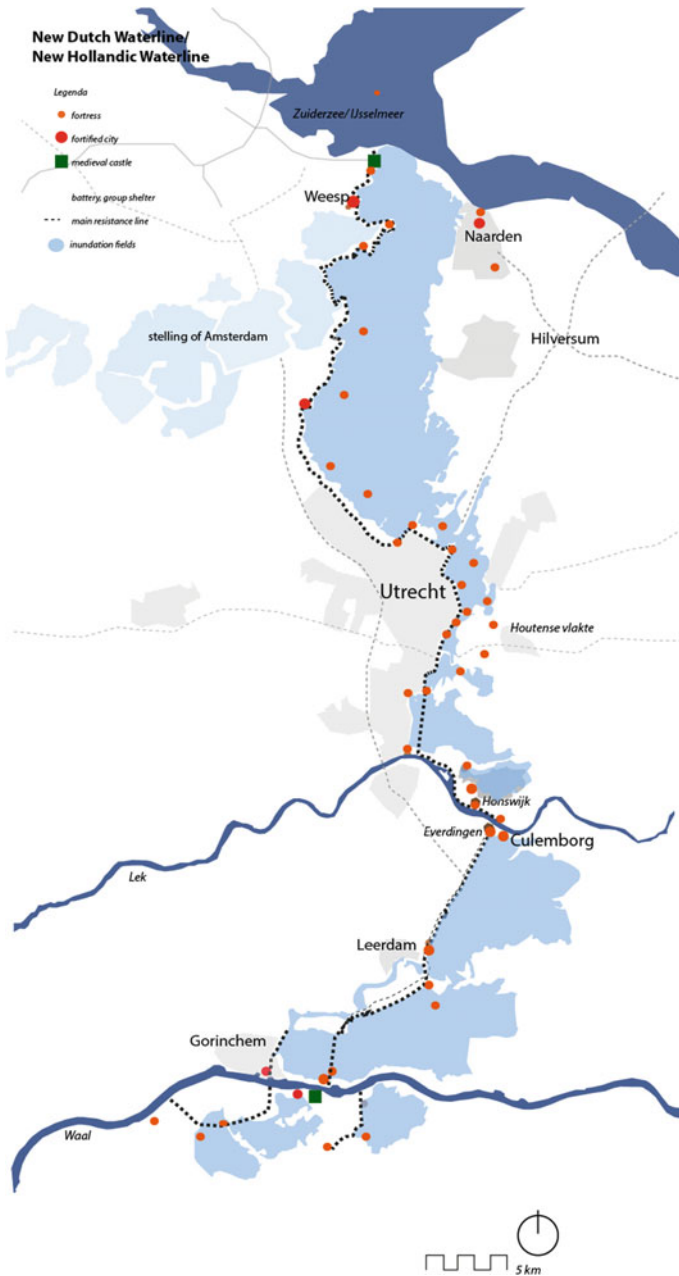 New Dutch Waterline/
New Hollandic Waterline
Legenda
fortress
fortified city
medieval castle
battery, group shelter
main resistance line
inundation fields
Zuiderzee/ IJsselmeer
Weesp
Naarden
Hilversum
stelling of Amsterdam
Utrecht
Houtense vlakte
Honswijk
Everdingen
Culemborg
Lek
Leerdam
Gorinchem
Waal
5 km